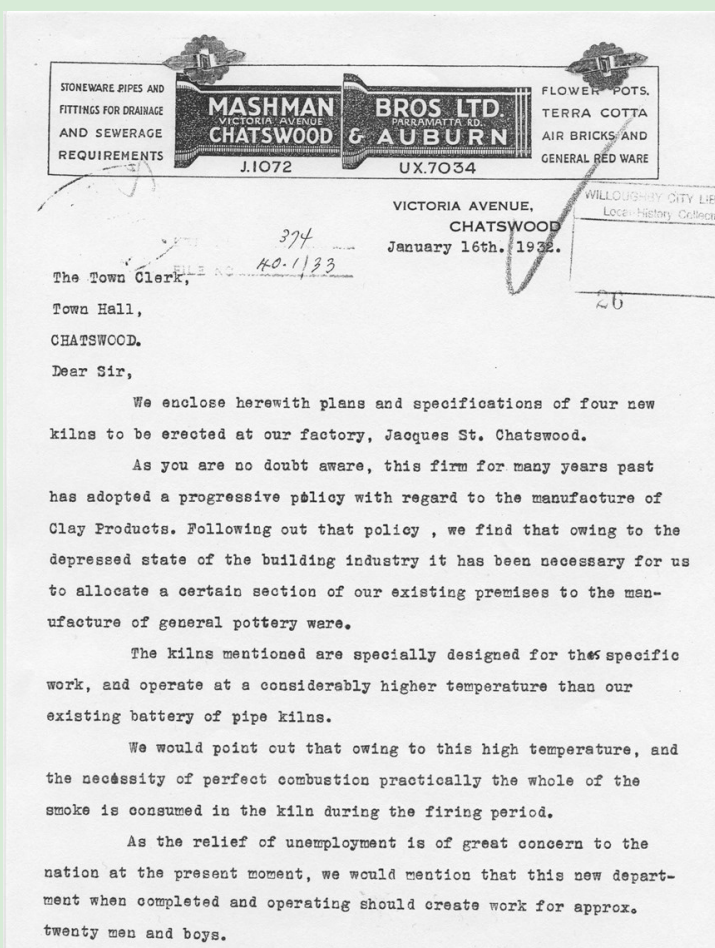 STONEWARE PIPES AND
FITTINGS FOR DRAINAGE
AND SEWERAGE
REQUIREMENTS
MASHMAN BROS LTD.
VICTORIA AVENUE PARRAMATTA RD.
CHATSWOOD & AUBURN
J.1072 UX.7034
FLOWER POTS.
TERRA COTTA
AIR BRICKS AND
GENERAL RED WARE
VICTORIA AVENUE,
CHATSWOOD
January 16th. 1932.
WILLOUGHBY CITY LIB
Local History Collecti
26
374
FILE NO 40.1/33
The Town Clerk,
Town Hall,
CHATSWOOD.
Dear Sir,
We enclose herewith plans and specifications of four new
kilns to be erected at our factory, Jacques St. Chatswood.
As you are no doubt aware, this firm for many years past
has adopted a progressive policy with regard to the manufacture of
Clay Products. Following out that policy , we find that owing to the
depressed state of the building industry it has been necessary for us
to allocate a certain section of our existing premises to the man-
ufacture of general pottery ware.
The kilns mentioned are specially designed for this specific
work, and operate at a considerably higher temperature than our
existing battery of pipe kilns.
We would point out that owing to this high temperature, and
the necessity of perfect combustion practically the whole of the
smoke is consumed in the kiln during the firing period.
As the relief of unemployment is of great concern to the
nation at the present moment, we would mention that this new depart-
ment when completed and operating should create work for approx.
twenty men and boys.